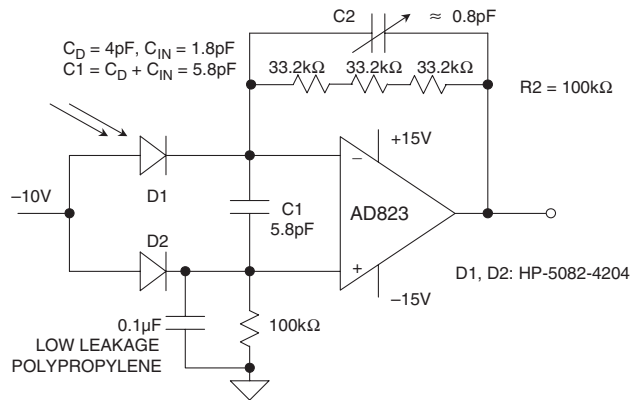 C2
≈ 0.8pF
C_D = 4pF, C_IN = 1.8pF
C1 = C_D + C_IN = 5.8pF
33.2kΩ 33.2kΩ 33.2kΩ
R2 = 100kΩ
+15V
−
–10V
D1
C1
5.8pF
AD823
D2
+
–15V
D1, D2: HP-5082-4204
0.1μF
LOW LEAKAGE
POLYPROPYLENE
100kΩ